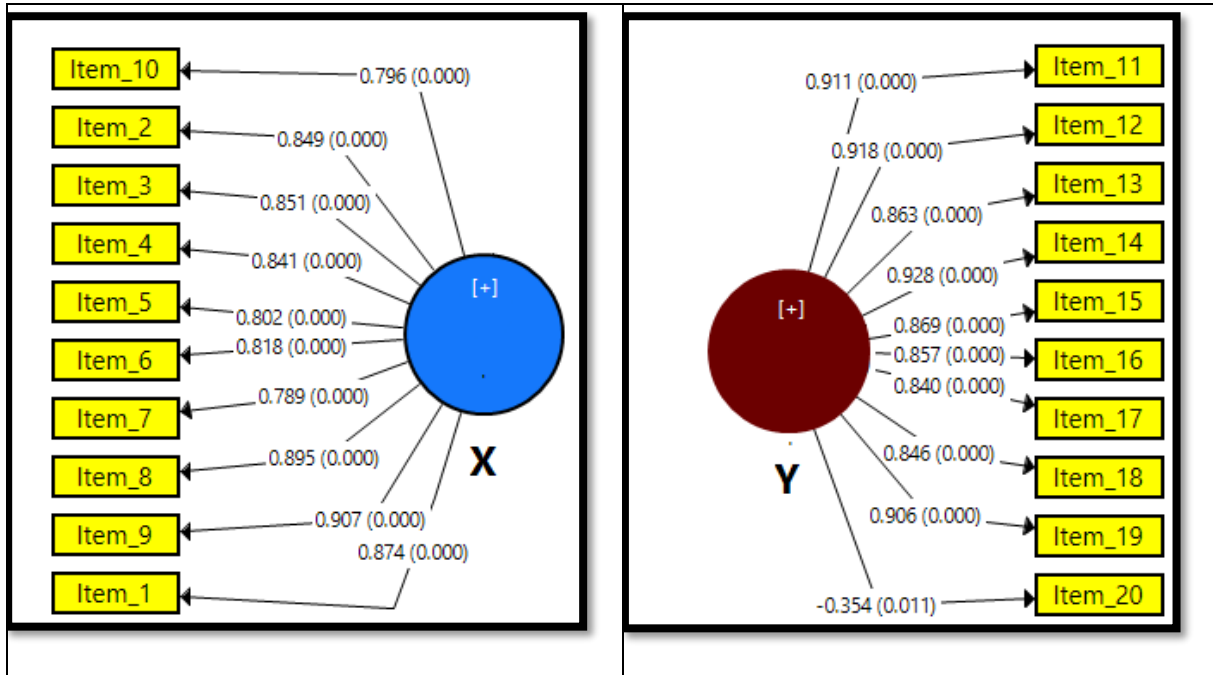 Item_10
0.796 (0.000)
Item_2
0.849 (0.000)
Item_3
0.851 (0.000)
Item_4
0.841 (0.000)
Item_5
0.802 (0.000)
Item_6
0.818 (0.000)
Item_7
0.789 (0.000)
Item_8
0.895 (0.000)
Item_9
0.907 (0.000)
Item_1
0.874 (0.000)
[+]
X
Item_11
0.911 (0.000)
Item_12
0.918 (0.000)
Item_13
0.863 (0.000)
Item_14
0.928 (0.000)
Item_15
0.869 (0.000)
Item_16
0.857 (0.000)
Item_17
0.840 (0.000)
Item_18
0.846 (0.000)
Item_19
0.906 (0.000)
Item_20
-0.354 (0.011)
[+]
Y